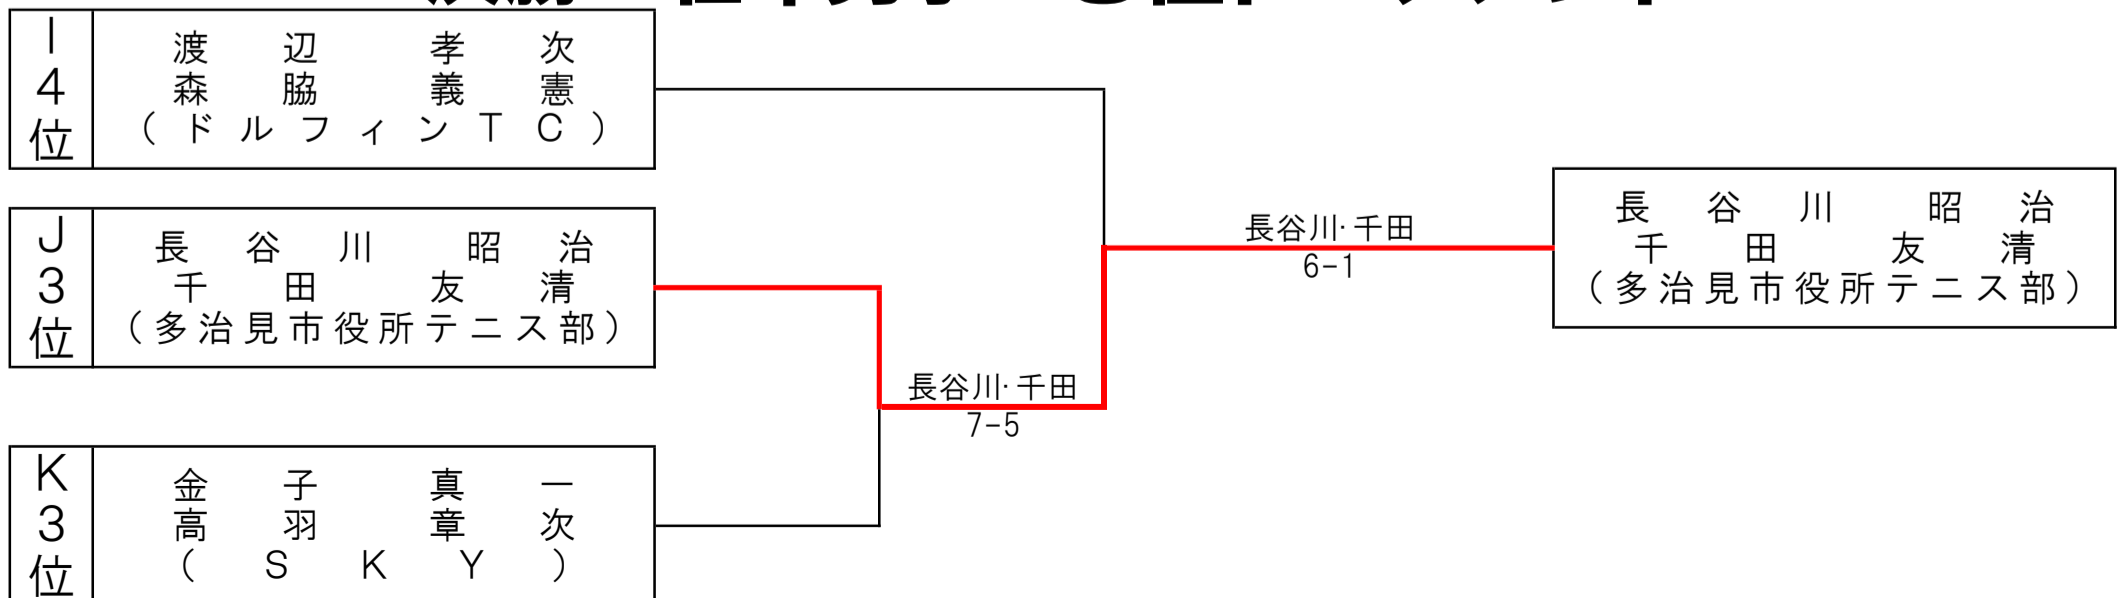 I4位
渡辺 孝次
森脇 義憲
(ドルフィンTC)
J3位
長谷川 昭治
千田 友清
(多治見市役所テニス部)
K3位
金子 真一
高羽 章次
(SKY)
長谷川・千田
7-5
長谷川・千田
6-1
長谷川 昭治
千田 友清
(多治見市役所テニス部)